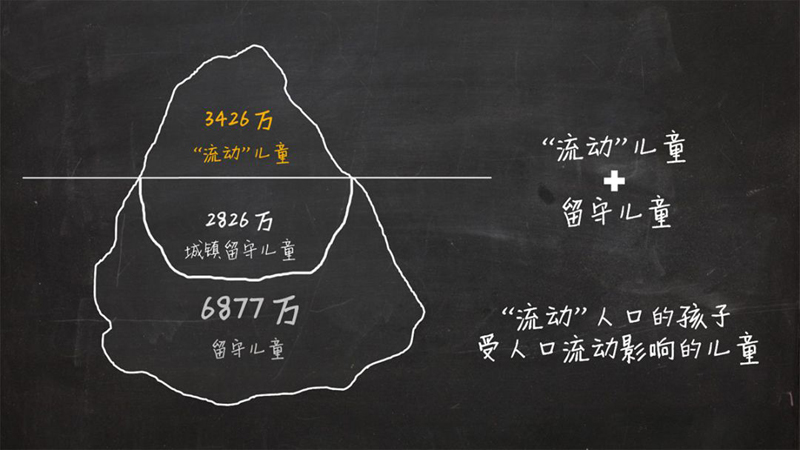 3426万
“流动”儿童
2826万
城镇留守儿童
6877万
留守儿童
“流动”儿童
+
留守儿童
“流动”人口的孩子
受人口流动影响的儿童